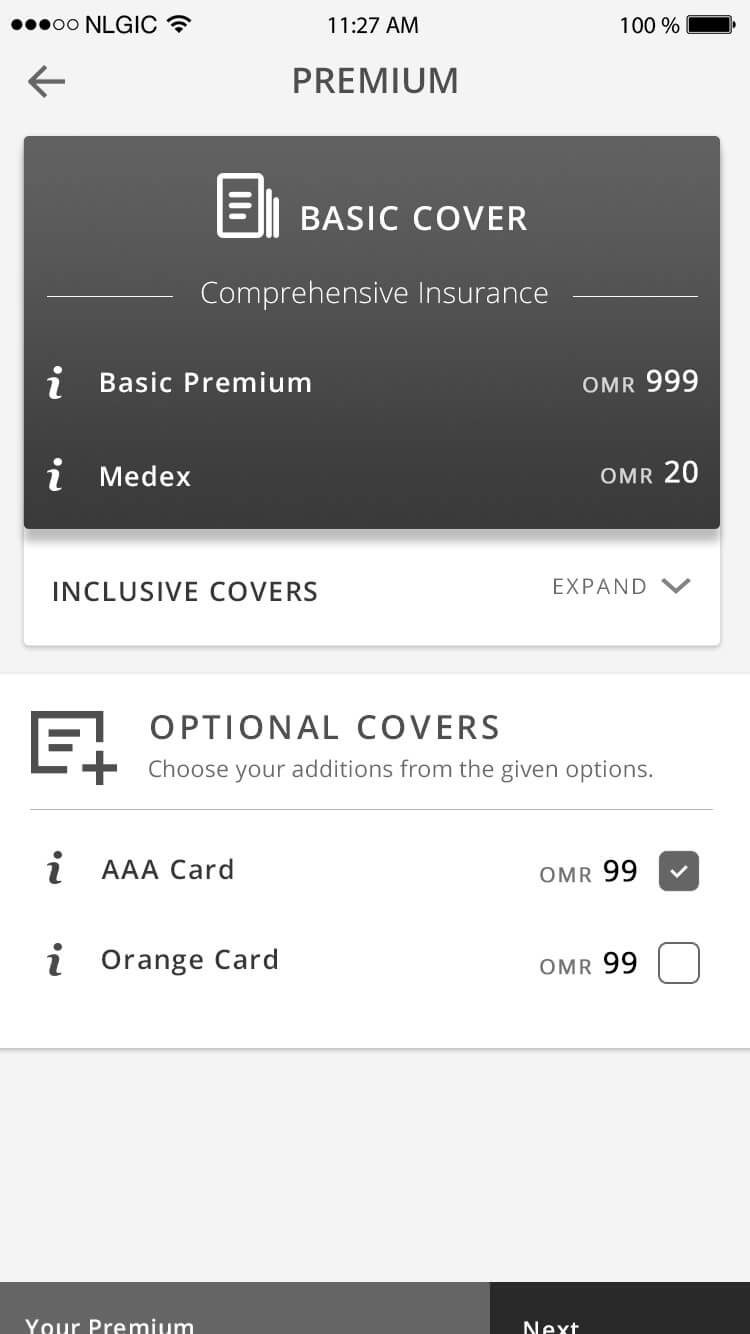 NLGIC 11:27 AM 100 %
PREMIUM
BASIC COVER
Comprehensive Insurance
Basic Premium OMR 999
Medex OMR 20
INCLUSIVE COVERS EXPAND
OPTIONAL COVERS
Choose your additions from the given options.
AAA Card OMR 99
Orange Card OMR 99
Your Premium Next